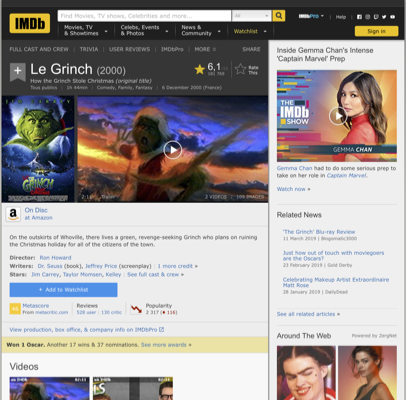 IMDb
Find Movies, TV shows, Celebrities and more...
All
IMDbPro
Help
Movies, TV & Showtimes
Celebs, Events & Photos
News & Community
Watchlist
Sign in
FULL CAST AND CREW | TRIVIA | USER REVIEWS | IMDbPro | MORE
SHARE
Le Grinch (2000)
How the Grinch Stole Christmas (original title)
Tous publics | 1h 44min | Comedy, Family, Fantasy | 6 December 2000 (France)
6,1
Rate This
GRINCH
2 VIDEOS | 109 IMAGES
On Disc
at Amazon
On the outskirts of Whoville, there lives a green, revenge-seeking Grinch who plans on ruining
the Christmas holiday for all of the citizens of the town.
Director: Ron Howard
Writers: Dr. Seuss (book), Jeffrey Price (screenplay) | 1 more credit »
Stars: Jim Carrey, Taylor Momsen, Kelley | See full cast & crew »
+ Add to Watchlist
Metascore
From metacritic.com
Reviews
528 user | 130 critic
Popularity
2 317
View production, box office, & company info on IMDbPro
Won 1 Oscar. Another 17 wins & 37 nominations. See more awards »
Videos
Inside Gemma Chan's Intense
'Captain Marvel' Prep
THE
IMDb
SHOW
GEMMA CHAN
Gemma Chan had to do some serious prep
to take on her role in Captain Marvel.
Watch now »
Related News
'The Grinch' Blu-ray Review
11 March 2019 | Blogomatic3000
Just how out of touch with moviegoers
are the Oscars?
23 February 2019 | Gold Derby
Celebrating Makeup Artist Extraordinaire
Matt Rose
28 January 2019 | DailyDead
See all related articles »
Around The Web
Powered by ZergNet